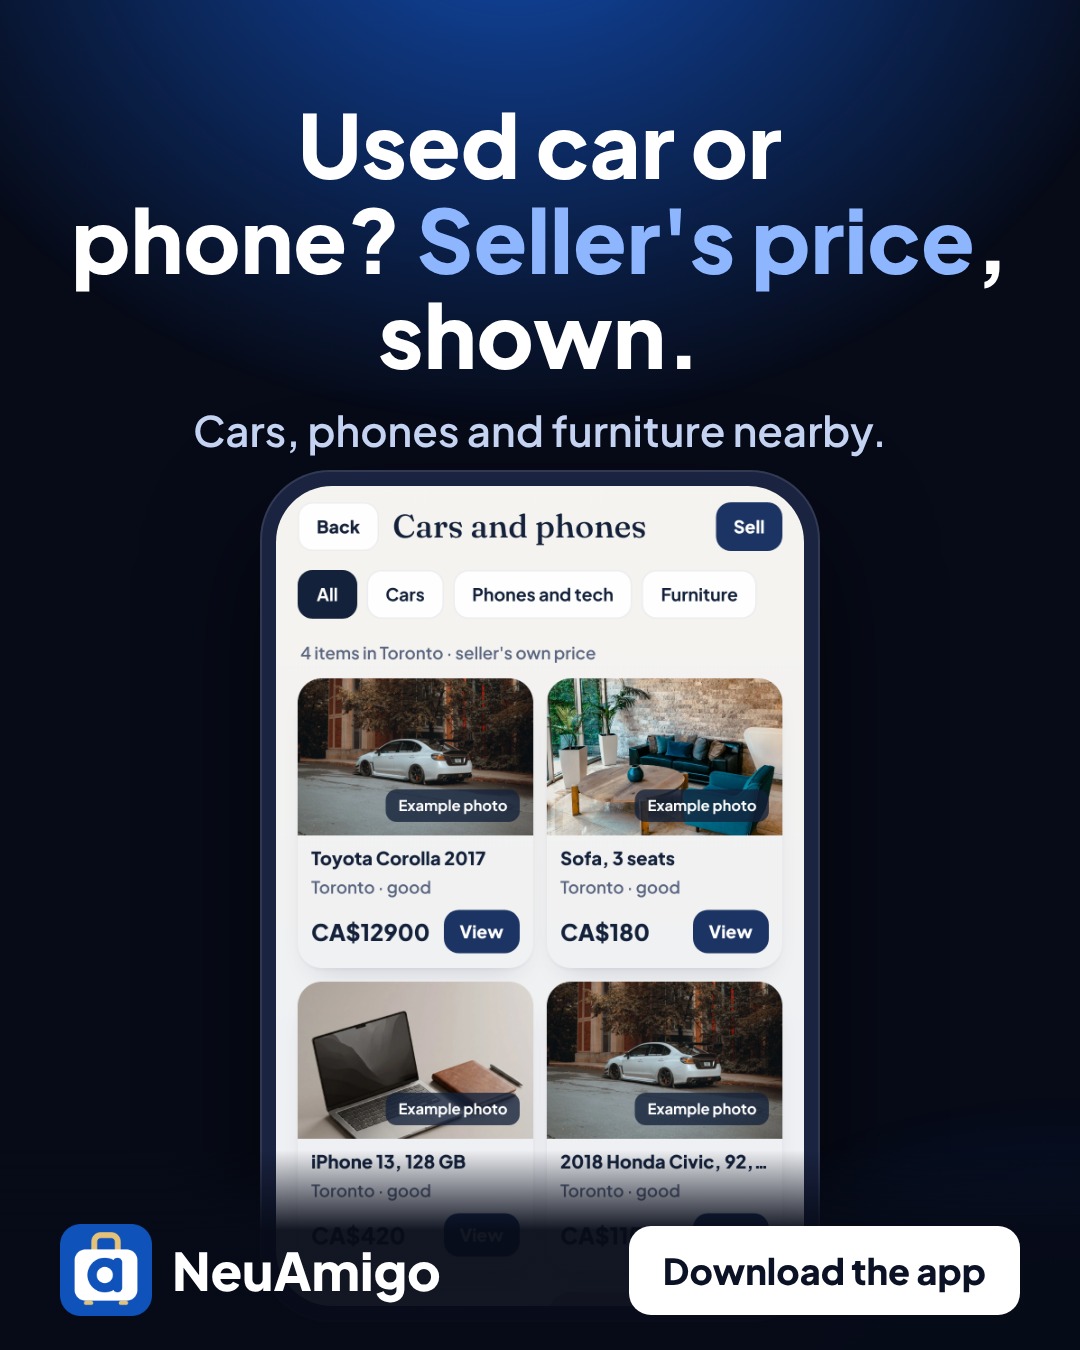 Used car or
phone? Seller's price,
shown.
Cars, phones and furniture nearby.
Back
Cars and phones
Sell
All
Cars
Phones and tech
Furniture
4 items in Toronto · seller's own price
Example photo
Toyota Corolla 2017
Toronto · good
CA$12900
View
Example photo
Sofa, 3 seats
Toronto · good
CA$180
View
Example photo
iPhone 13, 128 GB
Toronto · good
CA$420
View
Example photo
2018 Honda Civic, 92,...
Toronto · good
NeuAmigo
Download the app